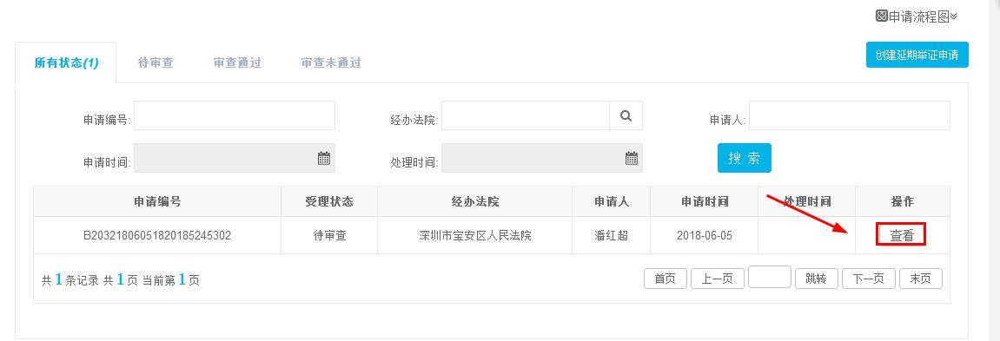 申请流程图
所有状态(1) 待审查 审查通过 审查未通过 创建延期举证申请
申请编号: 经办法院: 申请人:
申请时间: 处理时间: 搜 索
申请编号 受理状态 经办法院 申请人 申请时间 处理时间 操作
B20321806051820185245302 待审查 深圳市宝安区人民法院 潘红超 2018-06-05 查看
共1条记录 共1页 当前第1页 首页 上一页 跳转 下一页 末页